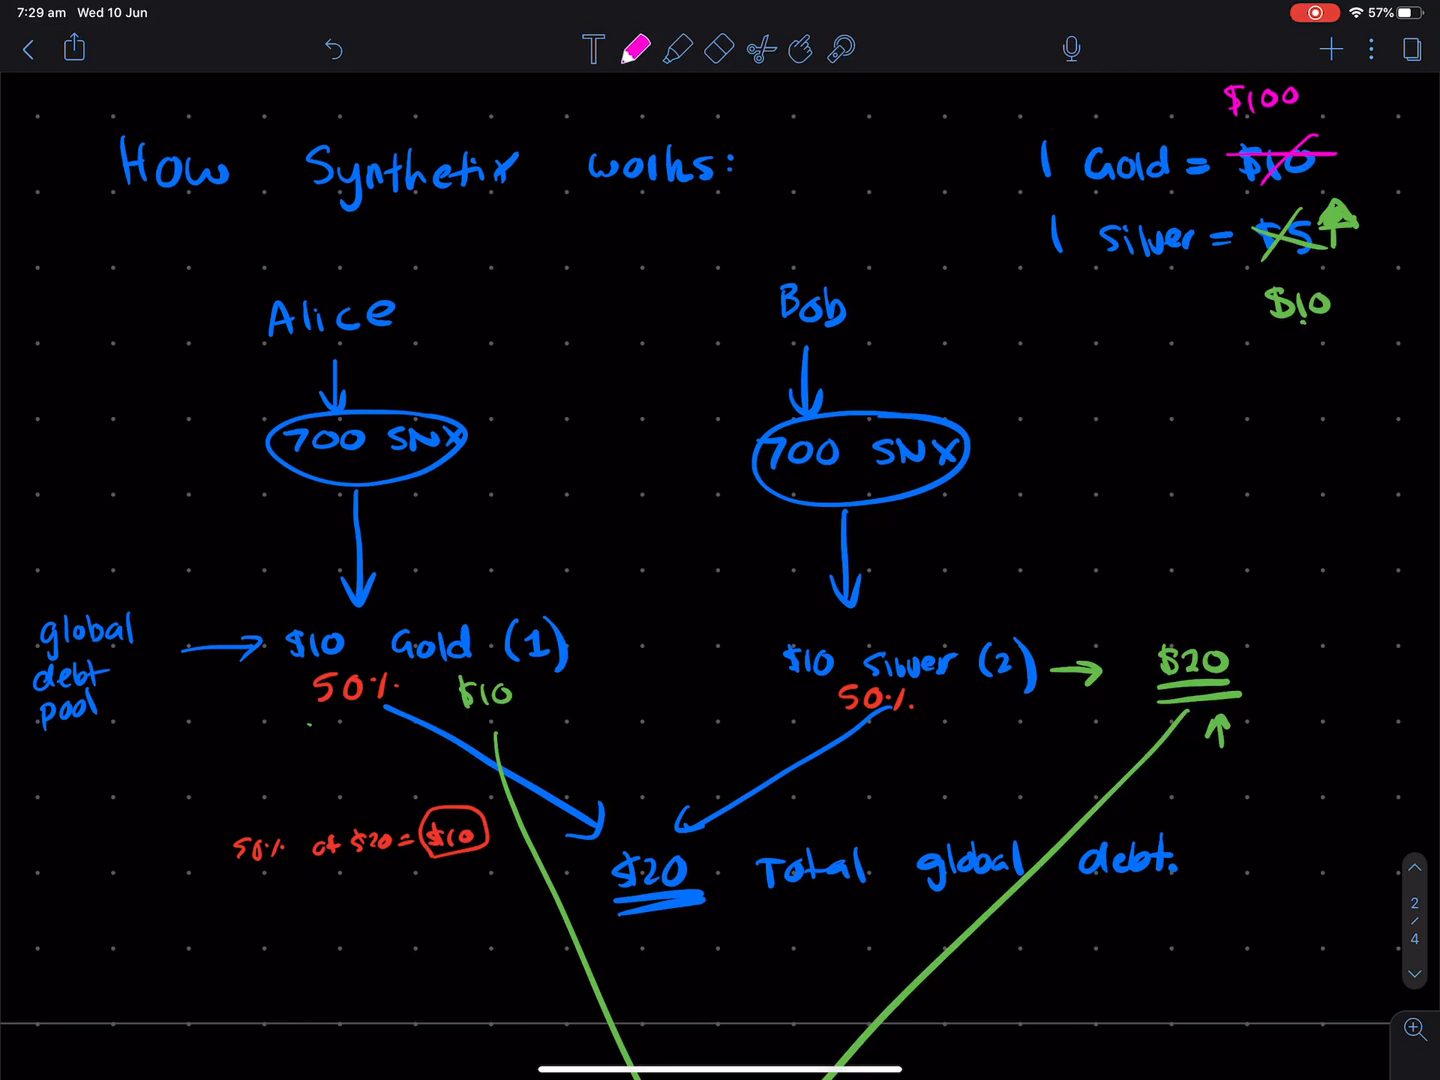 7:29 am Wed 10 Jun
57%
$100
How Synthetix works:
1 Gold = $10
1 Silver = $5
$10
Alice
Bob
700 SNX
700 SNX
global debt pool
$10 Gold (1)
50%
$10
$10 Silver (2)
50%
$20
50% of $20 = $10
$20 Total global debt.
2
/
4